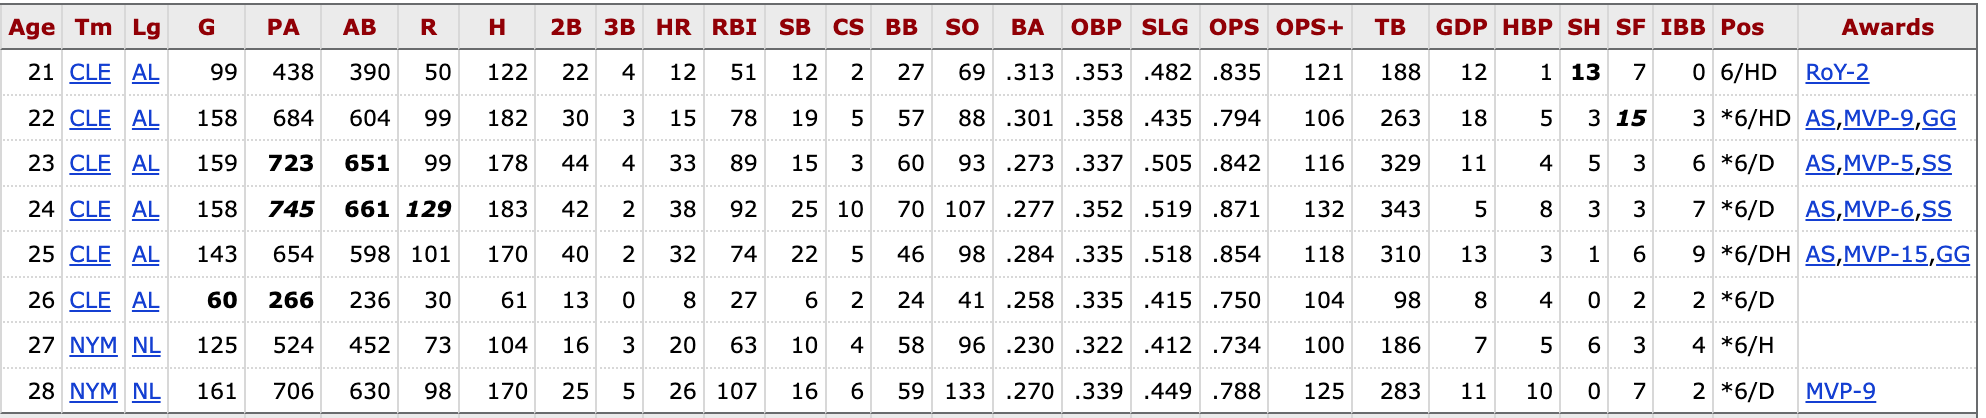 Age Tm Lg G PA AB R H 2B 3B HR RBI SB CS BB SO BA OBP SLG OPS OPS+ TB GDP HBP SH SF IBB Pos Awards
21 CLE AL 99 438 390 50 122 22 4 12 51 12 2 27 69 .313 .353 .482 .835 121 188 12 1 13 7 0 6/HD RoY-2
22 CLE AL 158 684 604 99 182 30 3 15 78 19 5 57 88 .301 .358 .435 .794 106 263 18 5 3 15 3 *6/HD AS,MVP-9,GG
23 CLE AL 159 723 651 99 178 44 4 33 89 15 3 60 93 .273 .337 .505 .842 116 329 11 4 5 3 6 *6/D AS,MVP-5,SS
24 CLE AL 158 745 661 129 183 42 2 38 92 25 10 70 107 .277 .352 .519 .871 132 343 5 8 3 3 7 *6/D AS,MVP-6,SS
25 CLE AL 143 654 598 101 170 40 2 32 74 22 5 46 98 .284 .335 .518 .854 118 310 13 3 1 6 9 *6/DH AS,MVP-15,GG
26 CLE AL 60 266 236 30 61 13 0 8 27 6 2 24 41 .258 .335 .415 .750 104 98 8 4 0 2 2 *6/D
27 NYM NL 125 524 452 73 104 16 3 20 63 10 4 58 96 .230 .322 .412 .734 100 186 7 5 6 3 4 *6/H
28 NYM NL 161 706 630 98 170 25 5 26 107 16 6 59 133 .270 .339 .449 .788 125 283 11 10 0 7 2 *6/D MVP-9